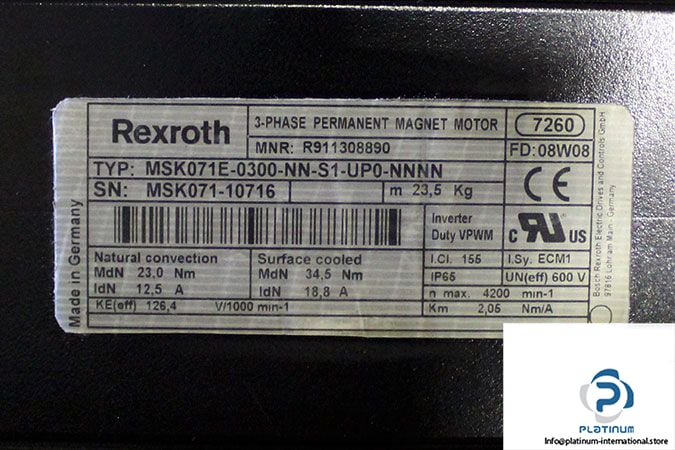 Rexroth
3-PHASE PERMANENT MAGNET MOTOR
7260
MNR: R911308890
FD: 08W08
TYP: MSK071E-0300-NN-S1-UP0-NNNN
SN: MSK071-10716
m 23,5 Kg
CE
Inverter
Duty VPWM
C RU US
Natural convection
MdN 23,0 Nm
IdN 12,5 A
Surface cooled
MdN 34,5 Nm
IdN 18,8 A
I.Cl. 155
I.Sy. ECM1
IP65
UN(eff) 600 V
n max. 4200 min-1
KE(eff) 126,4 V/1000 min-1
Km 2,05 Nm/A
Made in Germany
Bosch Rexroth Electric Drives and Controls GmbH
97816 Lohr am Main - Germany
PLATINUM
Info@platinum-international.store